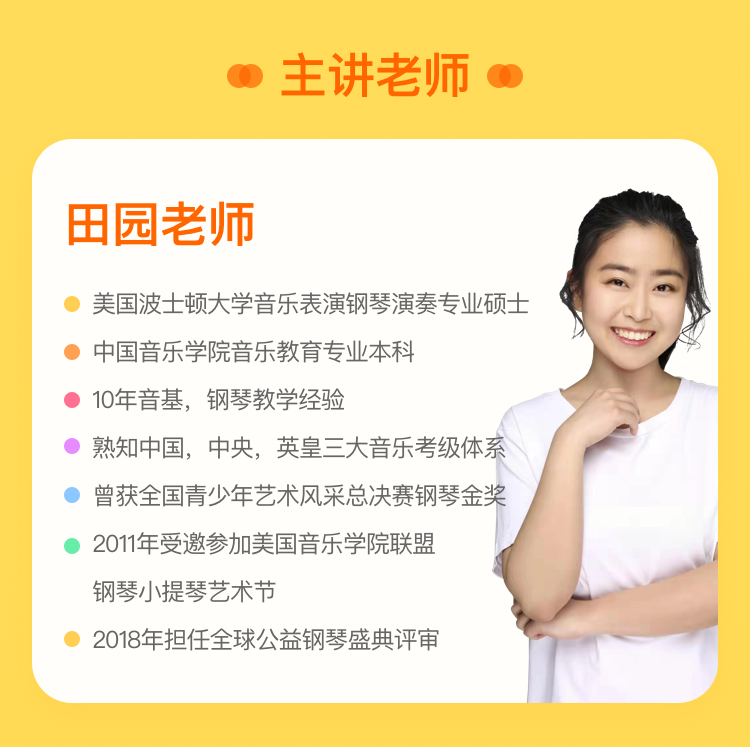 主讲老师
田园老师
美国波士顿大学音乐表演钢琴演奏专业硕士
中国音乐学院音乐教育专业本科
10年音基，钢琴教学经验
熟知中国，中央，英皇三大音乐考级体系
曾获全国青少年艺术风采总决赛钢琴金奖
2011年受邀参加美国音乐学院联盟
钢琴小提琴艺术节
2018年担任全球公益钢琴盛典评审